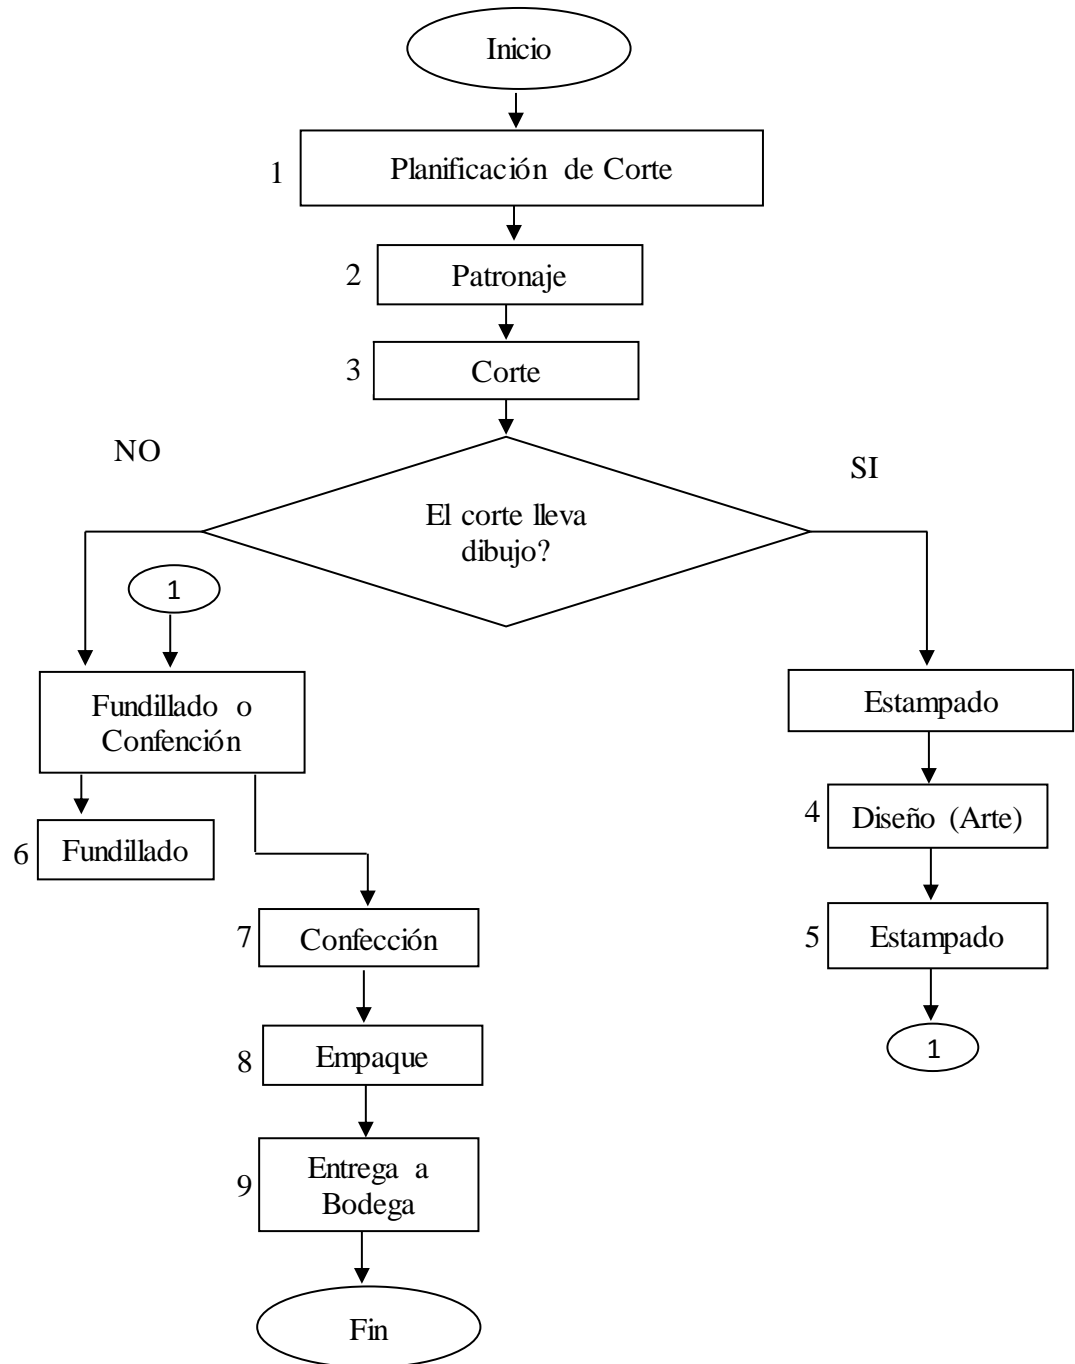 Inicio
1
Planificación de Corte
2
Patronaje
3
Corte
NO
SI
El corte lleva
dibujo?
1
Fundillado o
Confención
Estampado
4
Diseño (Arte)
6
Fundillado
7
Confección
5
Estampado
8
Empaque
1
9
Entrega a
Bodega
Fin